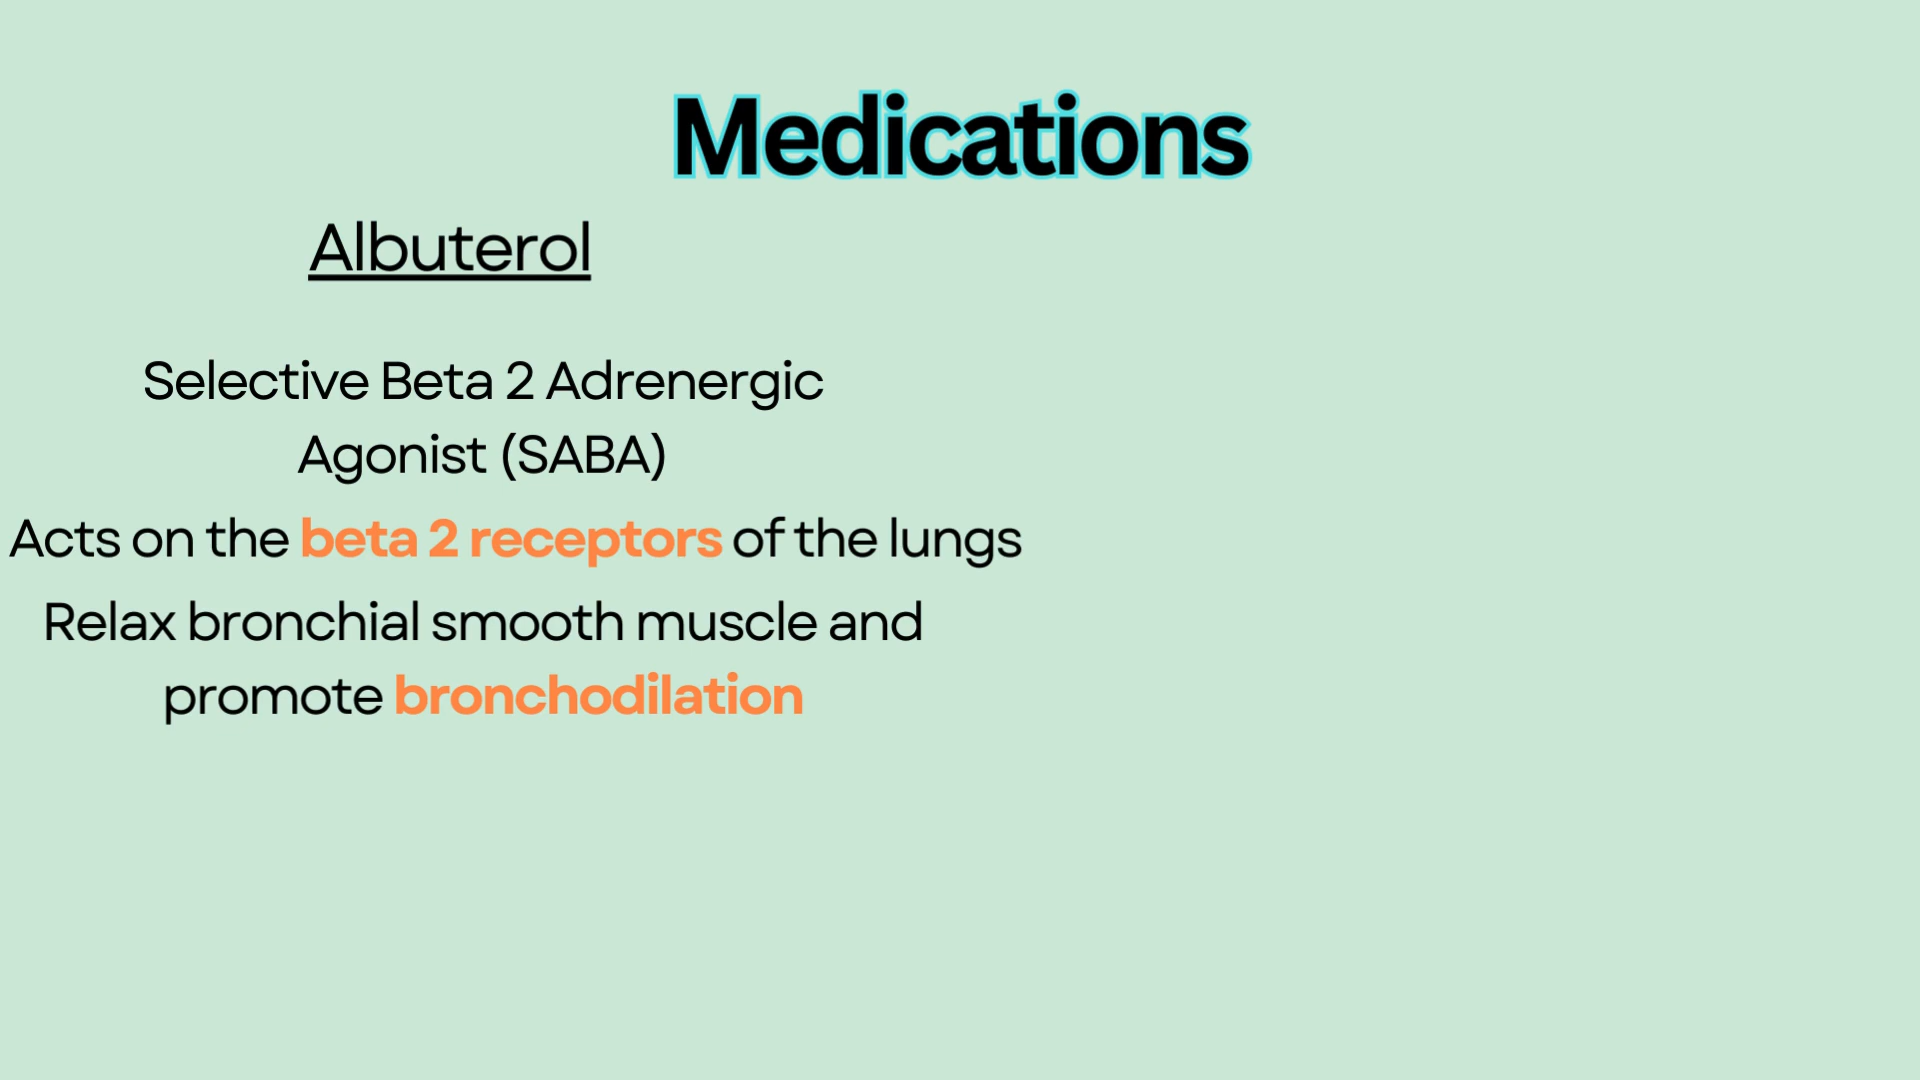 Medications
Albuterol
Selective Beta 2 Adrenergic
Agonist (SABA)
Acts on the beta 2 receptors of the lungs
Relax bronchial smooth muscle and
promote bronchodilation